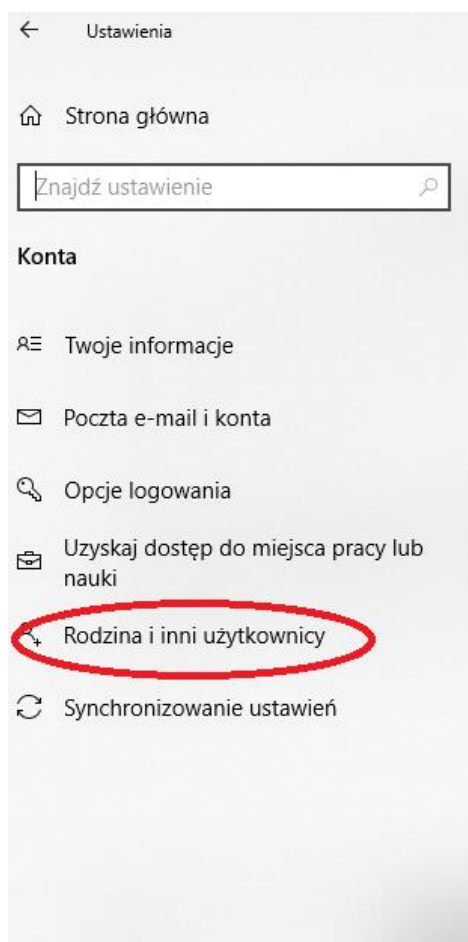 Ustawienia
Strona główna
Znajdź ustawienie
Konta
Twoje informacje
Poczta e-mail i konta
Opcje logowania
Uzyskaj dostęp do miejsca pracy lub
nauki
Rodzina i inni użytkownicy
Synchronizowanie ustawień